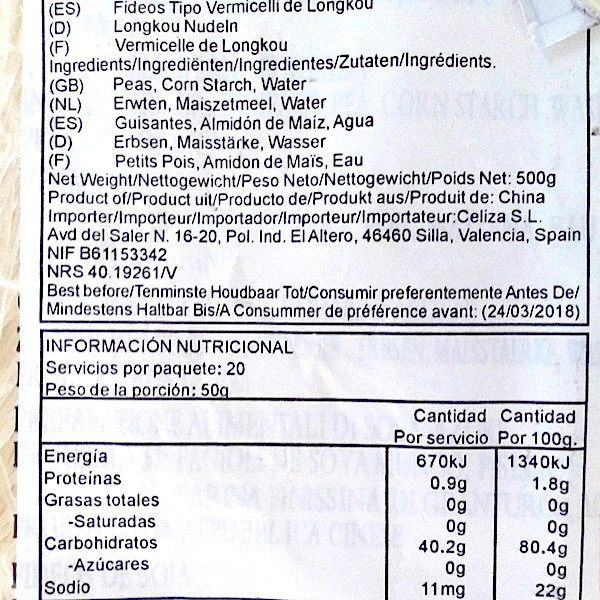 (ES) Fideos Tipo Vermicelli de Longkou
(D) Longkou Nudeln
(F) Vermicelle de Longkou
Ingredients/Ingrediënten/Ingredientes/Zutaten/Ingrédients.
(GB) Peas, Corn Starch, Water
(NL) Erwten, Maiszetmeel, Water
(ES) Guisantes, Almidón de Maíz, Agua
(D) Erbsen, Maisstärke, Wasser
(F) Petits Pois, Amidon de Maïs, Eau
Net Weight/Nettogewicht/Peso Neto/Nettogewicht/Poids Net: 500g
Product of/Product uit/Producto de/Produkt aus/Produit de: China
Importer/Importeur/Importador/Importeur/Importateur:Celiza S.L.
Avd del Saler N. 16-20, Pol. Ind. El Altero, 46460 Silla, Valencia, Spain
NIF B61153342
NRS 40.19261/V
Best before/Tenminste Houdbaar Tot/Consumir preferentemente Antes De/
Mindestens Haltbar Bis/A Consummer de préférence avant: (24/03/2018)
INFORMACIÓN NUTRICIONAL
Servicios por paquete: 20
Peso de la porción: 50g
Cantidad Cantidad
Por servicio Por 100g.
Energía 670kJ 1340kJ
Proteínas 0.9g 1.8g
Grasas totales 0g 0g
-Saturadas 0g 0g
Carbohidratos 40.2g 80.4g
-Azúcares 0g 0g
Sodio 11mg 22g